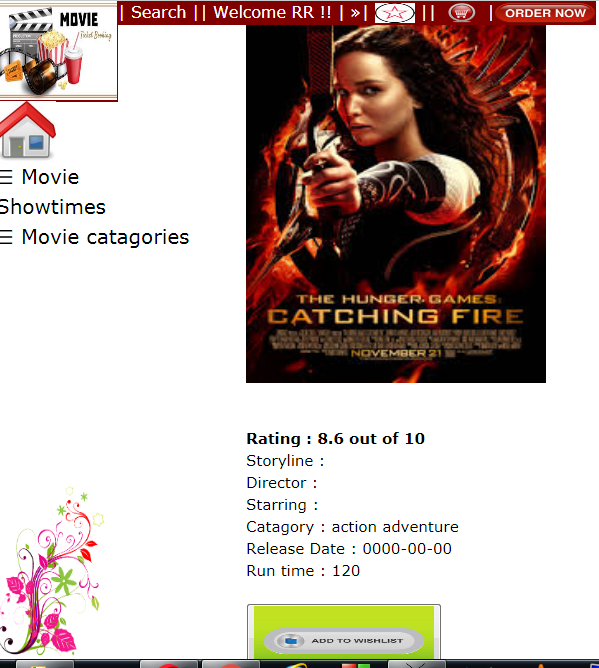 MOVIE
Ticket Booking
| Search || Welcome RR !! | »| || | ORDER NOW
☰ Movie
Showtimes
☰ Movie catagories
THE HUNGER GAMES:
CATCHING FIRE
NOVEMBER 21
Rating : 8.6 out of 10
Storyline :
Director :
Starring :
Catagory : action adventure
Release Date : 0000-00-00
Run time : 120
ADD TO WISHLIST